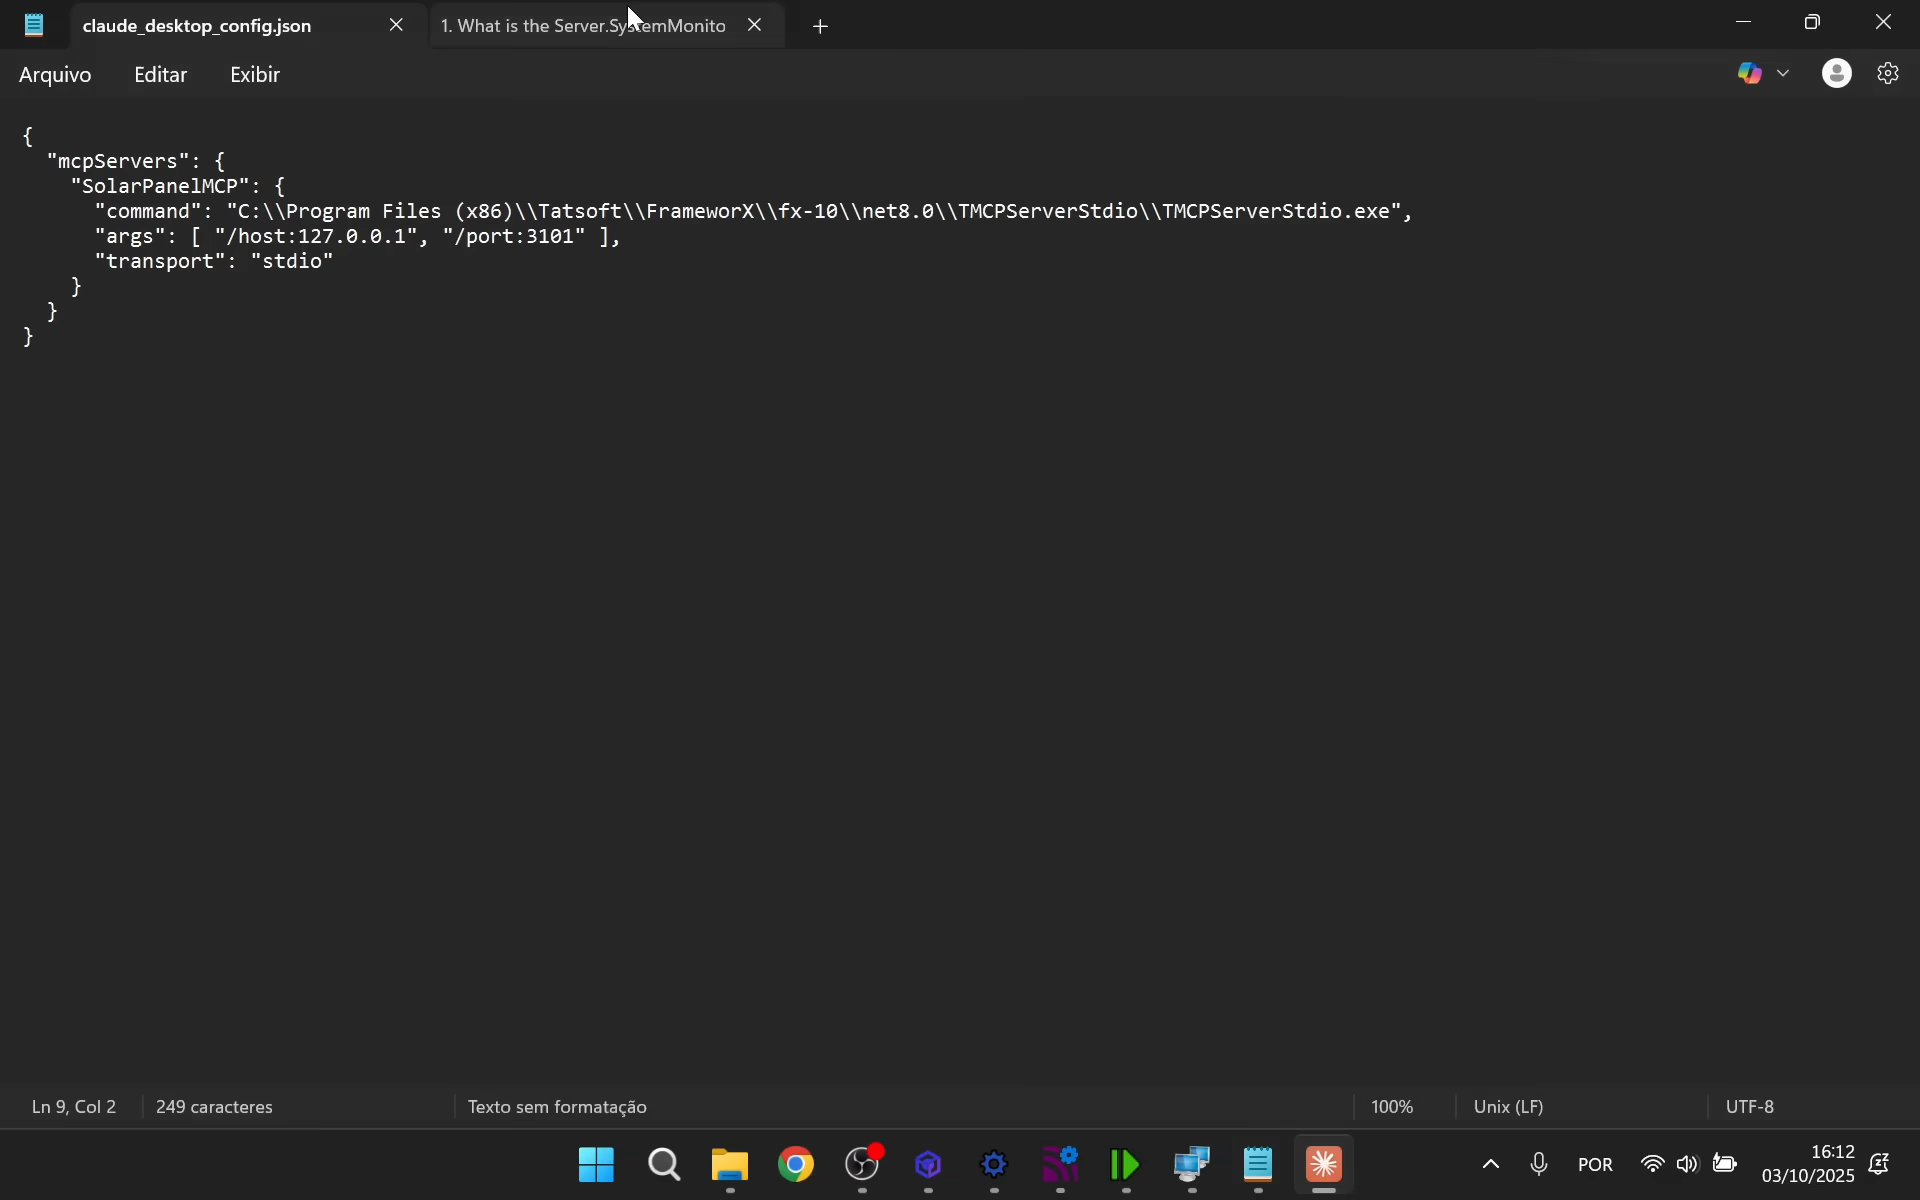 claude_desktop_config.json
1. What is the Server.SystemMonito
Arquivo Editar Exibir
{
"mcpServers": {
"SolarPanelMCP": {
"command": "C:\\Program Files (x86)\\Tatsoft\\FrameworX\\fx-10\\net8.0\\TMCPServerStdio\\TMCPServerStdio.exe",
"args": [ "/host:127.0.0.1", "/port:3101" ],
"transport": "stdio"
}
}
}
Ln 9, Col 2 249 caracteres Texto sem formatação 100% Unix (LF) UTF-8
POR
16:12
03/10/2025